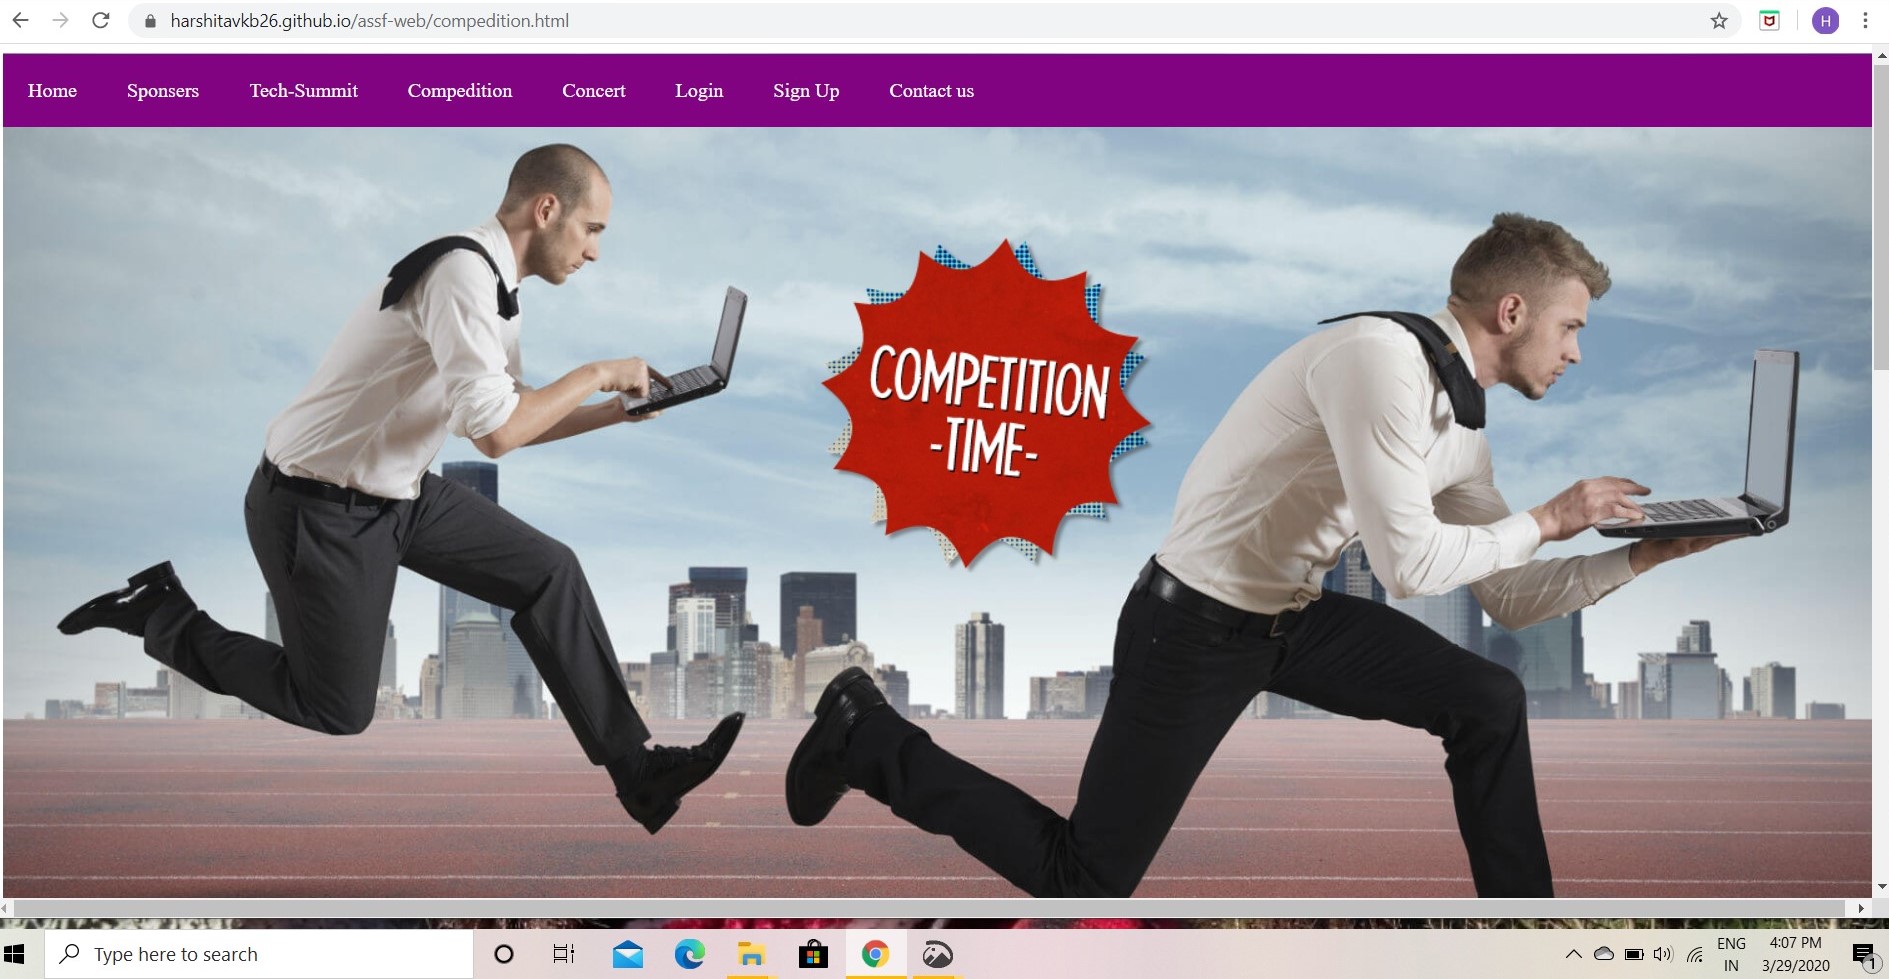 harshitavkb26.github.io/assf-web/compedition.html
H
Home Sponsers Tech-Summit Compedition Concert Login Sign Up Contact us
COMPETITION
-TIME-
Type here to search
ENG
IN
4:07 PM
3/29/2020
1